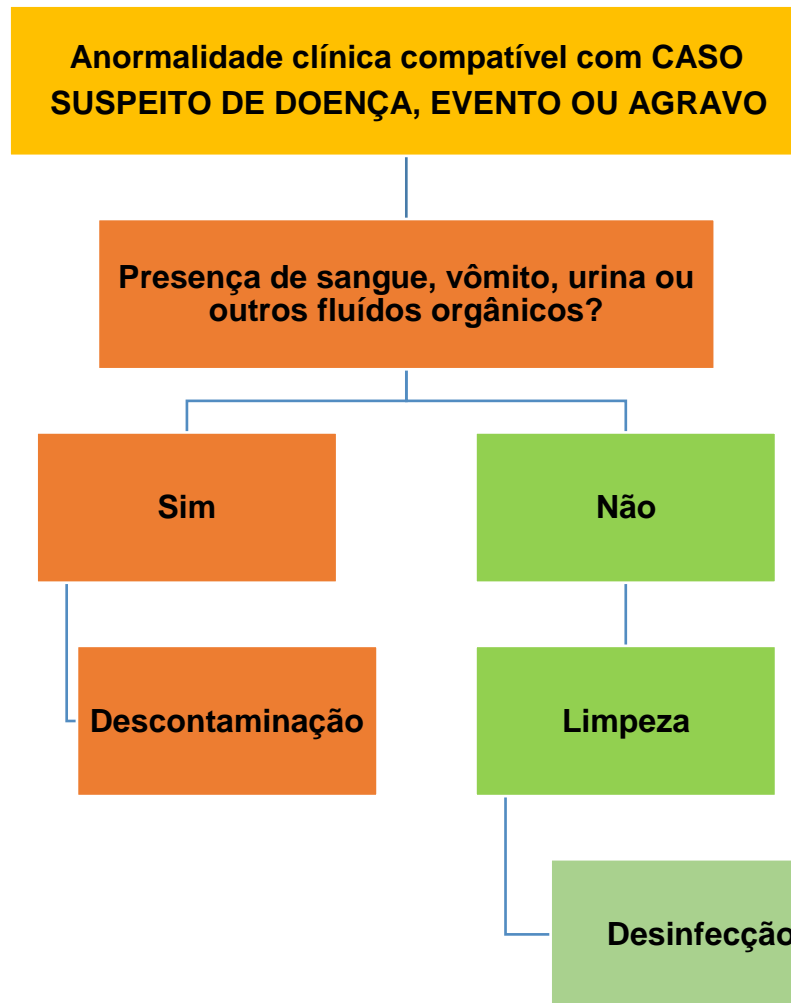 Anormalidade clínica compatível com CASO
SUSPEITO DE DOENÇA, EVENTO OU AGRAVO
Presença de sangue, vômito, urina ou
outros fluídos orgânicos?
Sim
Não
Descontaminação
Limpeza
Desinfecção